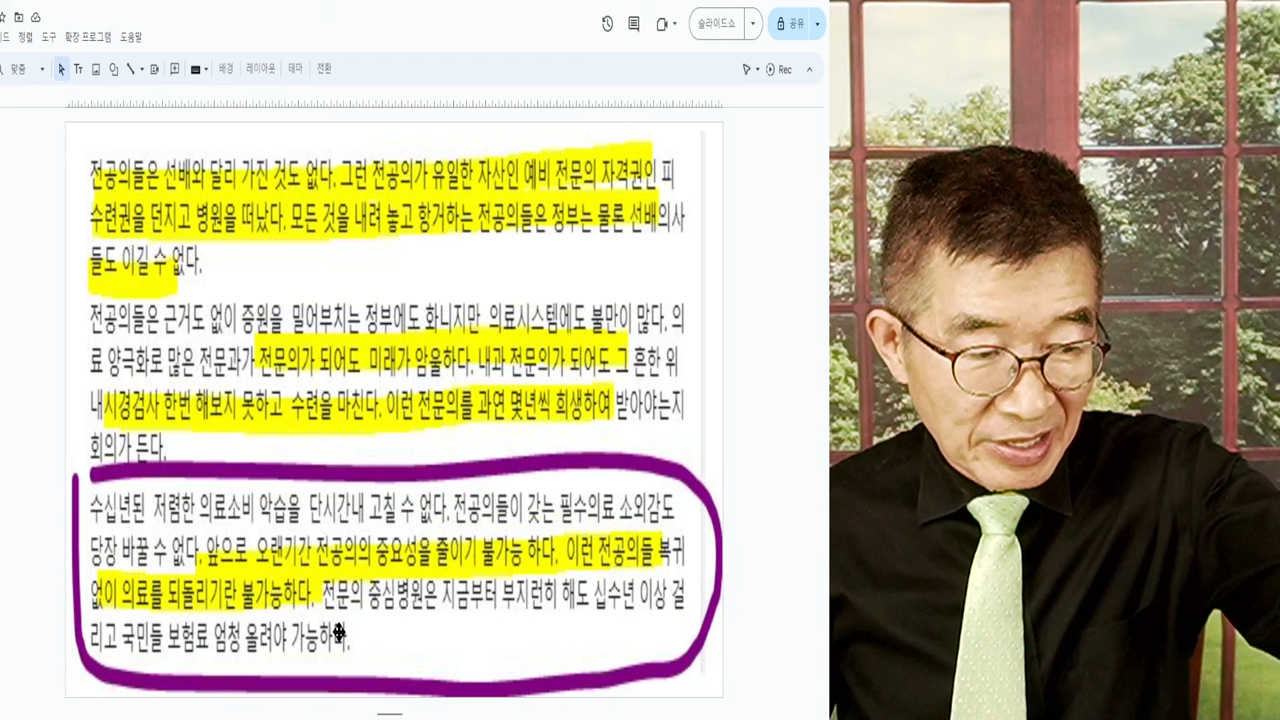 이드 정렬 도구 확장 프로그램 도움말
슬라이드쇼
공유
맞춤
Tт
배경 레이아웃 테마 전환
Rec
전공의들은 선배와 달리 가진 것도 없다. 그런 전공의가 유일한 자산인 예비 전문의 자격권인 피
수련권을 던지고 병원을 떠났다. 모든 것을 내려 놓고 항거하는 전공의들은 정부는 물론 선배의사
들도 이길 수 없다.
전공의들은 근거도 없이 증원을 밀어부치는 정부에도 화니지만 의료시스템에도 불만이 많다. 의
료 양극화로 많은 전문과가 전문의가 되어도 미래가 암울하다. 내과 전문의가 되어도 그 흔한 위
내시경검사 한번 해보지 못하고 수련을 마친다. 이런 전문의를 과연 몇년씩 희생하여 받아야는지
회의가 든다.
수십년된 저렴한 의료소비 악습을 단시간내 고칠 수 없다. 전공의들이 갖는 필수의료 소외감도
당장 바꿀 수 없다. 앞으로 오랜기간 전공의의 중요성을 줄이기 불가능 하다. 이런 전공의들 복귀
없이 의료를 되돌리기란 불가능하다. 전문의 중심병원은 지금부터 부지런히 해도 십수년 이상 걸
리고 국민들 보험료 엄청 올려야 가능하다.